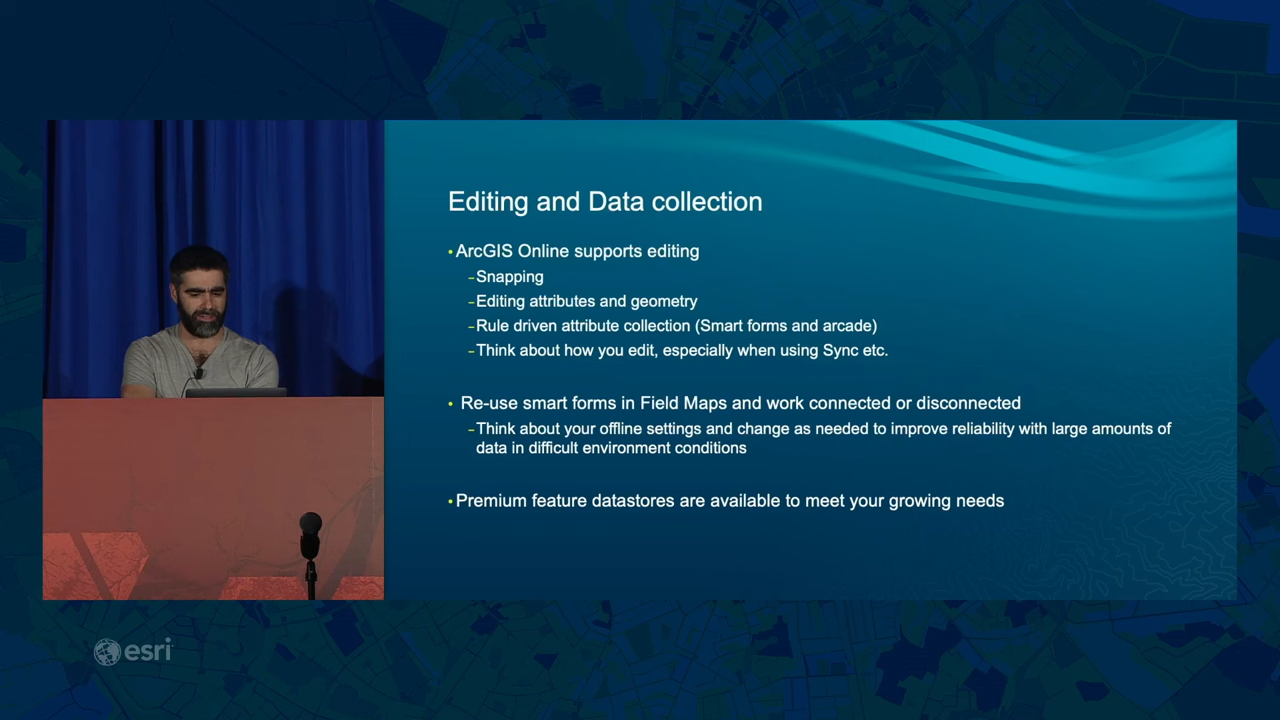 Editing and Data collection
•ArcGIS Online supports editing
–Snapping
–Editing attributes and geometry
–Rule driven attribute collection (Smart forms and arcade)
–Think about how you edit, especially when using Sync etc.
• Re-use smart forms in Field Maps and work connected or disconnected
–Think about your offline settings and change as needed to improve reliability with large amounts of
data in difficult environment conditions
•Premium feature datastores are available to meet your growing needs
esri